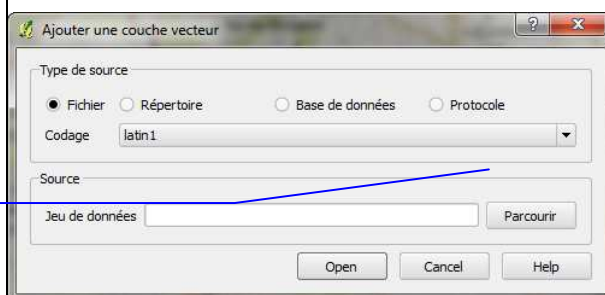 Ajouter une couche vecteur
Type de source
Fichier Répertoire Base de données Protocole
Codage latin1
Source
Jeu de données Parcourir
Open Cancel Help